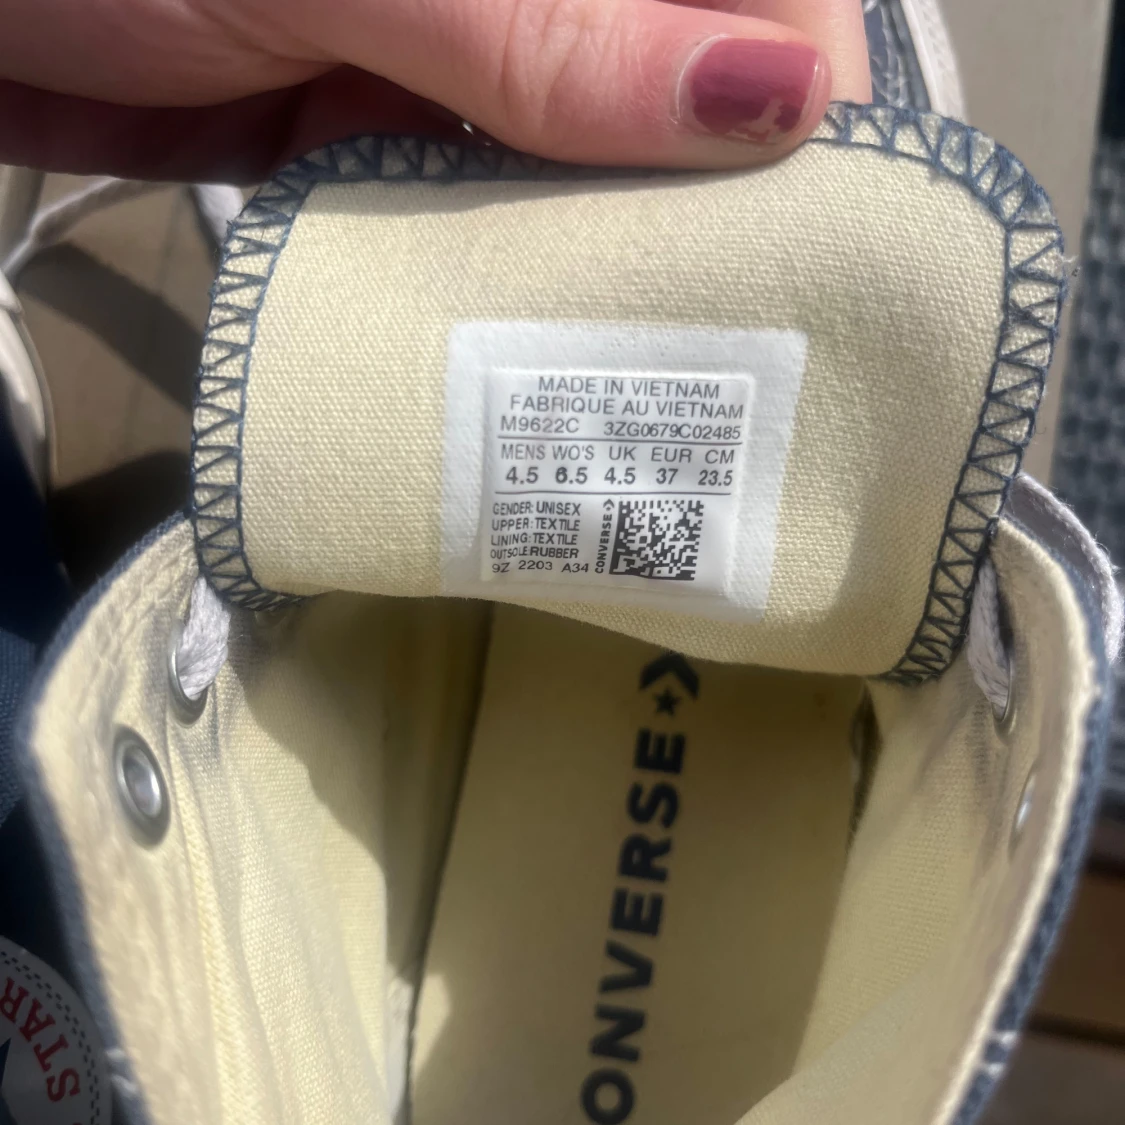 MADE IN VIETNAM
FABRIQUE AU VIETNAM
M9622C 3ZG0679C02485
MENS WO'S UK EUR CM
4.5 6.5 4.5 37 23.5
GENDER: UNISEX
UPPER: TEXTILE
LINING: TEXTILE
OUTSOLE: RUBBER
9Z 2203 A34
CONVERSE
ONVERSE
STAR